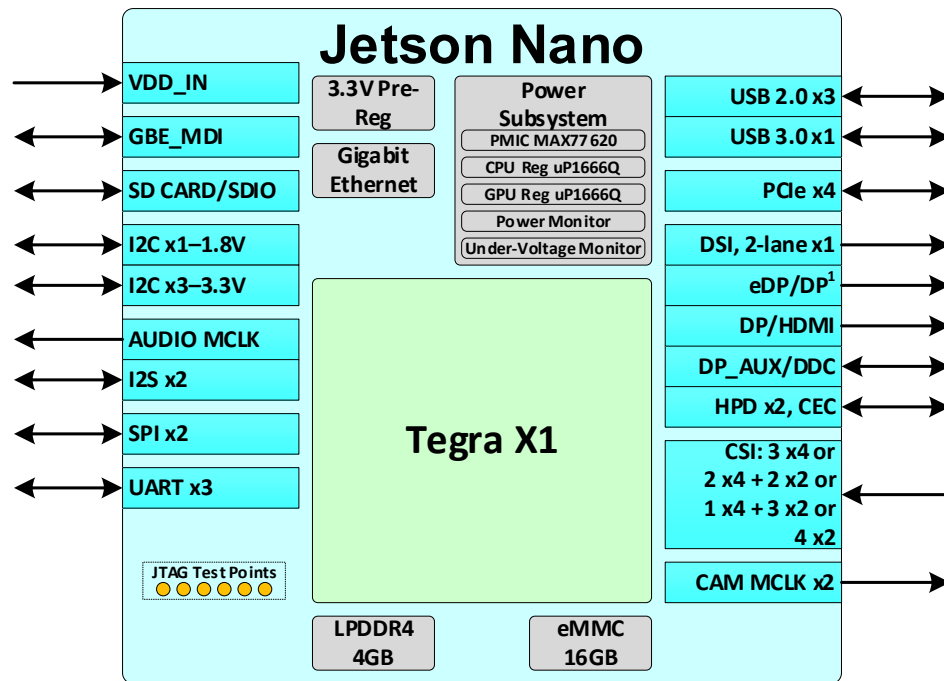 Jetson Nano
VDD_IN
GBE_MDI
SD CARD/SDIO
I2C x1–1.8V
I2C x3–3.3V
AUDIO MCLK
I2S x2
SPI x2
UART x3
JTAG Test Points
3.3V Pre-
Reg
Gigabit
Ethernet
Power
Subsystem
PMIC MAX77620
CPU Reg uP1666Q
GPU Reg uP1666Q
Power Monitor
Under-Voltage Monitor
Tegra X1
LPDDR4
4GB
eMMC
16GB
USB 2.0 x3
USB 3.0 x1
PCIe x4
DSI, 2-lane x1
eDP/DP¹
DP/HDMI
DP_AUX/DDC
HPD x2, CEC
CSI: 3 x4 or
2 x4 + 2 x2 or
1 x4 + 3 x2 or
4 x2
CAM MCLK x2